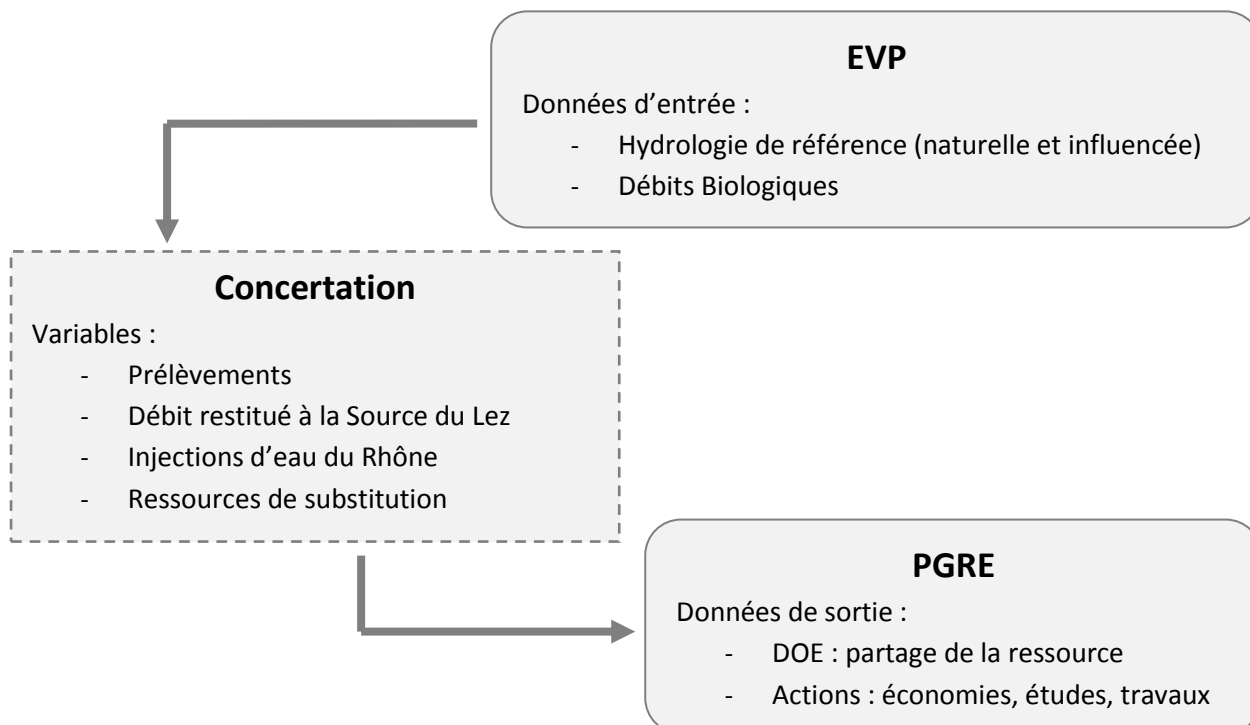 EVP
Données d’entrée :
- Hydrologie de référence (naturelle et influencée)
- Débits Biologiques
Concertation
Variables :
- Prélèvements
- Débit restitué à la Source du Lez
- Injections d’eau du Rhône
- Ressources de substitution
PGRE
Données de sortie :
- DOE : partage de la ressource
- Actions : économies, études, travaux